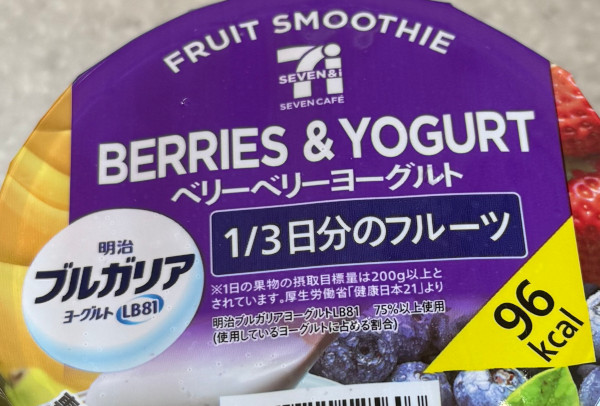 FRUIT SMOOTHIE
SEVEN&i
SEVEN CAFÉ
BERRIES & YOGURT
ベリーベリーヨーグルト
1/3日分のフルーツ
明治
ブルガリア
ヨーグルト LB81
※1日の果物の摂取目標量は200g以上と
されています。厚生労働省「健康日本21」より
明治ブルガリアヨーグルトLB81 75%以上使用
(使用しているヨーグルトに占める割合)
96
kcal